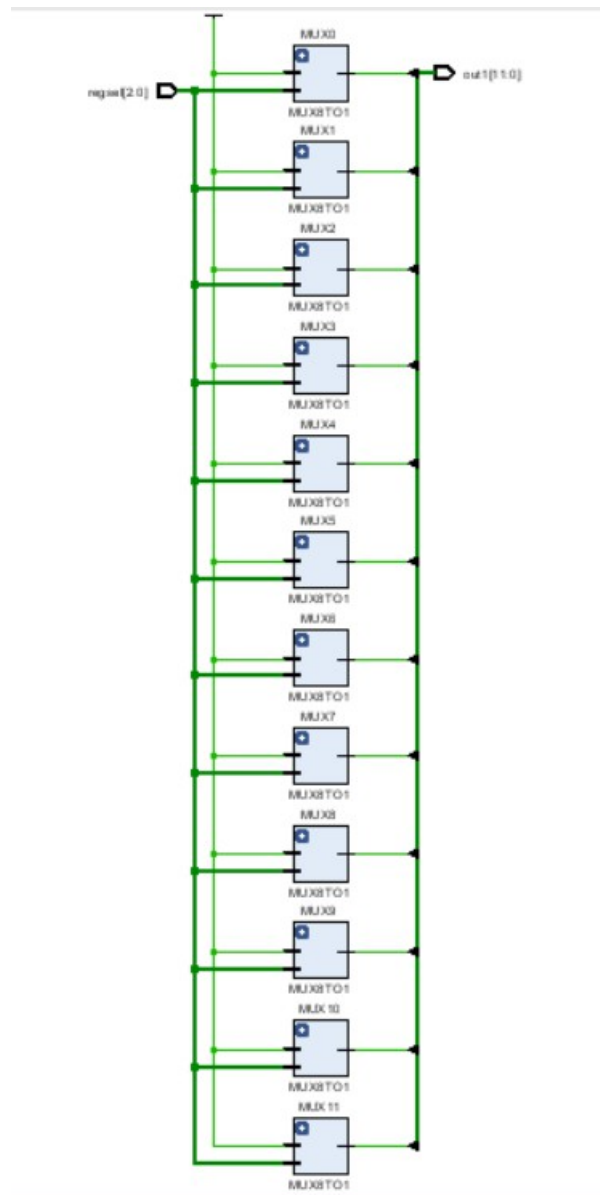 MUX0
regsel[2:0]
out1[11:0]
MUX8TO1
MUX1
MUX8TO1
MUX2
MUX8TO1
MUX3
MUX8TO1
MUX4
MUX8TO1
MUX5
MUX8TO1
MUX6
MUX8TO1
MUX7
MUX8TO1
MUX8
MUX8TO1
MUX9
MUX8TO1
MUX10
MUX8TO1
MUX11
MUX8TO1